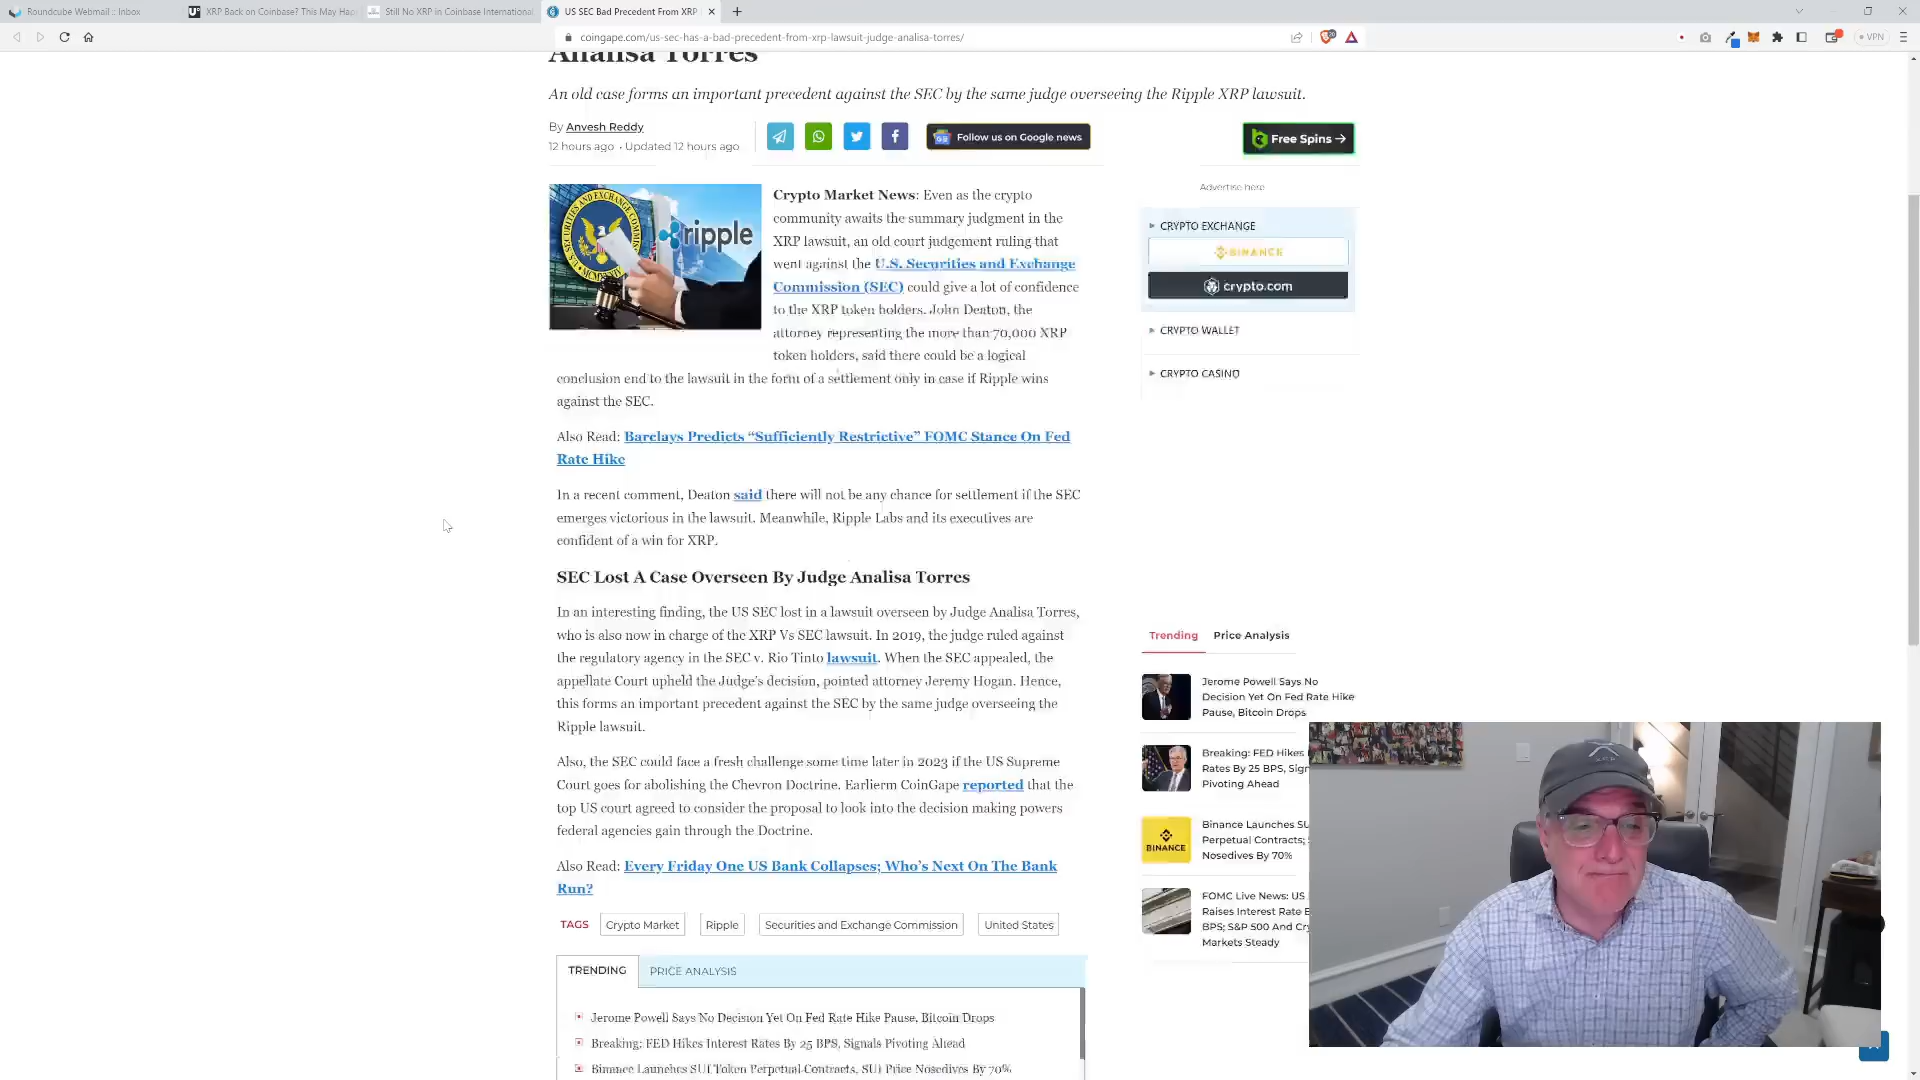 Roundcube Webmail :: Inbox
XRP Back on Coinbase? This May Hap
Still No XRP in Coinbase International
US SEC Bad Precedent From XRP
coingape.com/us-sec-has-a-bad-precedent-from-xrp-lawsuit-judge-analisa-torres/
VPN
Analisa Torres
An old case forms an important precedent against the SEC by the same judge overseeing the Ripple XRP lawsuit.
By Anvesh Reddy
12 hours ago • Updated 12 hours ago
Follow us on Google news
Free Spins →
Advertise here
ripple
Crypto Market News: Even as the crypto
community awaits the summary judgment in the
XRP lawsuit, an old court judgement ruling that
went against the U.S. Securities and Exchange
Commission (SEC) could give a lot of confidence
to the XRP token holders. John Deaton, the
attorney representing the more than 70,000 XRP
token holders, said there could be a logical
conclusion end to the lawsuit in the form of a settlement only in case if Ripple wins
against the SEC.
Also Read: Barclays Predicts “Sufficiently Restrictive” FOMC Stance On Fed
Rate Hike
In a recent comment, Deaton said there will not be any chance for settlement if the SEC
emerges victorious in the lawsuit. Meanwhile, Ripple Labs and its executives are
confident of a win for XRP.
SEC Lost A Case Overseen By Judge Analisa Torres
In an interesting finding, the US SEC lost in a lawsuit overseen by Judge Analisa Torres,
who is also now in charge of the XRP Vs SEC lawsuit. In 2019, the judge ruled against
the regulatory agency in the SEC v. Rio Tinto lawsuit. When the SEC appealed, the
appellate Court upheld the Judge’s decision, pointed attorney Jeremy Hogan. Hence,
this forms an important precedent against the SEC by the same judge overseeing the
Ripple lawsuit.
Also, the SEC could face a fresh challenge some time later in 2023 if the US Supreme
Court goes for abolishing the Chevron Doctrine. Earlierm CoinGape reported that the
top US court agreed to consider the proposal to look into the decision making powers
federal agencies gain through the Doctrine.
Also Read: Every Friday One US Bank Collapses; Who’s Next On The Bank
Run?
TAGS
Crypto Market
Ripple
Securities and Exchange Commission
United States
TRENDING
PRICE ANALYSIS
Jerome Powell Says No Decision Yet On Fed Rate Hike Pause, Bitcoin Drops
Breaking: FED Hikes Interest Rates By 25 BPS, Signals Pivoting Ahead
Binance Launches SUI Token Perpetual Contracts, SUI Price Nosedives By 70%
CRYPTO EXCHANGE
BINANCE
crypto.com
CRYPTO WALLET
CRYPTO CASINO
Trending
Price Analysis
Jerome Powell Says No
Decision Yet On Fed Rate Hike
Pause, Bitcoin Drops
Breaking: FED Hikes
Rates By 25 BPS, Sign
Pivoting Ahead
BINANCE
Binance Launches SU
Perpetual Contracts;
Nosedives By 70%
FOMC Live News: US
Raises Interest Rate B
BPS; S&P 500 And Cry
Markets Steady
XRP